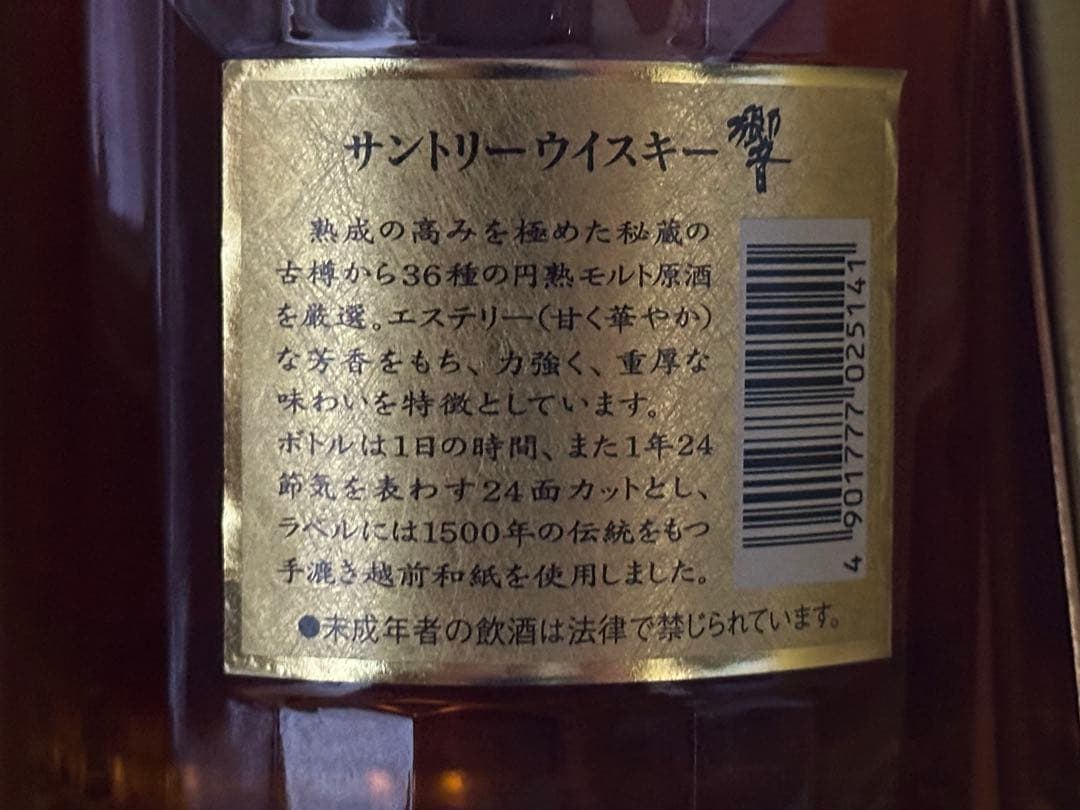 サントリーウイスキー響
熟成の高みを極めた秘蔵の
古樽から36種の円熟モルト原酒
を厳選。エステリー(甘く華やか)
な芳香をもち、力強く、重厚な
味わいを特徴としています。
ボトルは1日の時間、また1年24
節気を表わす24面カットとし、
ラベルには1500年の伝統をもつ
手漉き越前和紙を使用しました。
●未成年者の飲酒は法律で禁じられています。
4901777025141